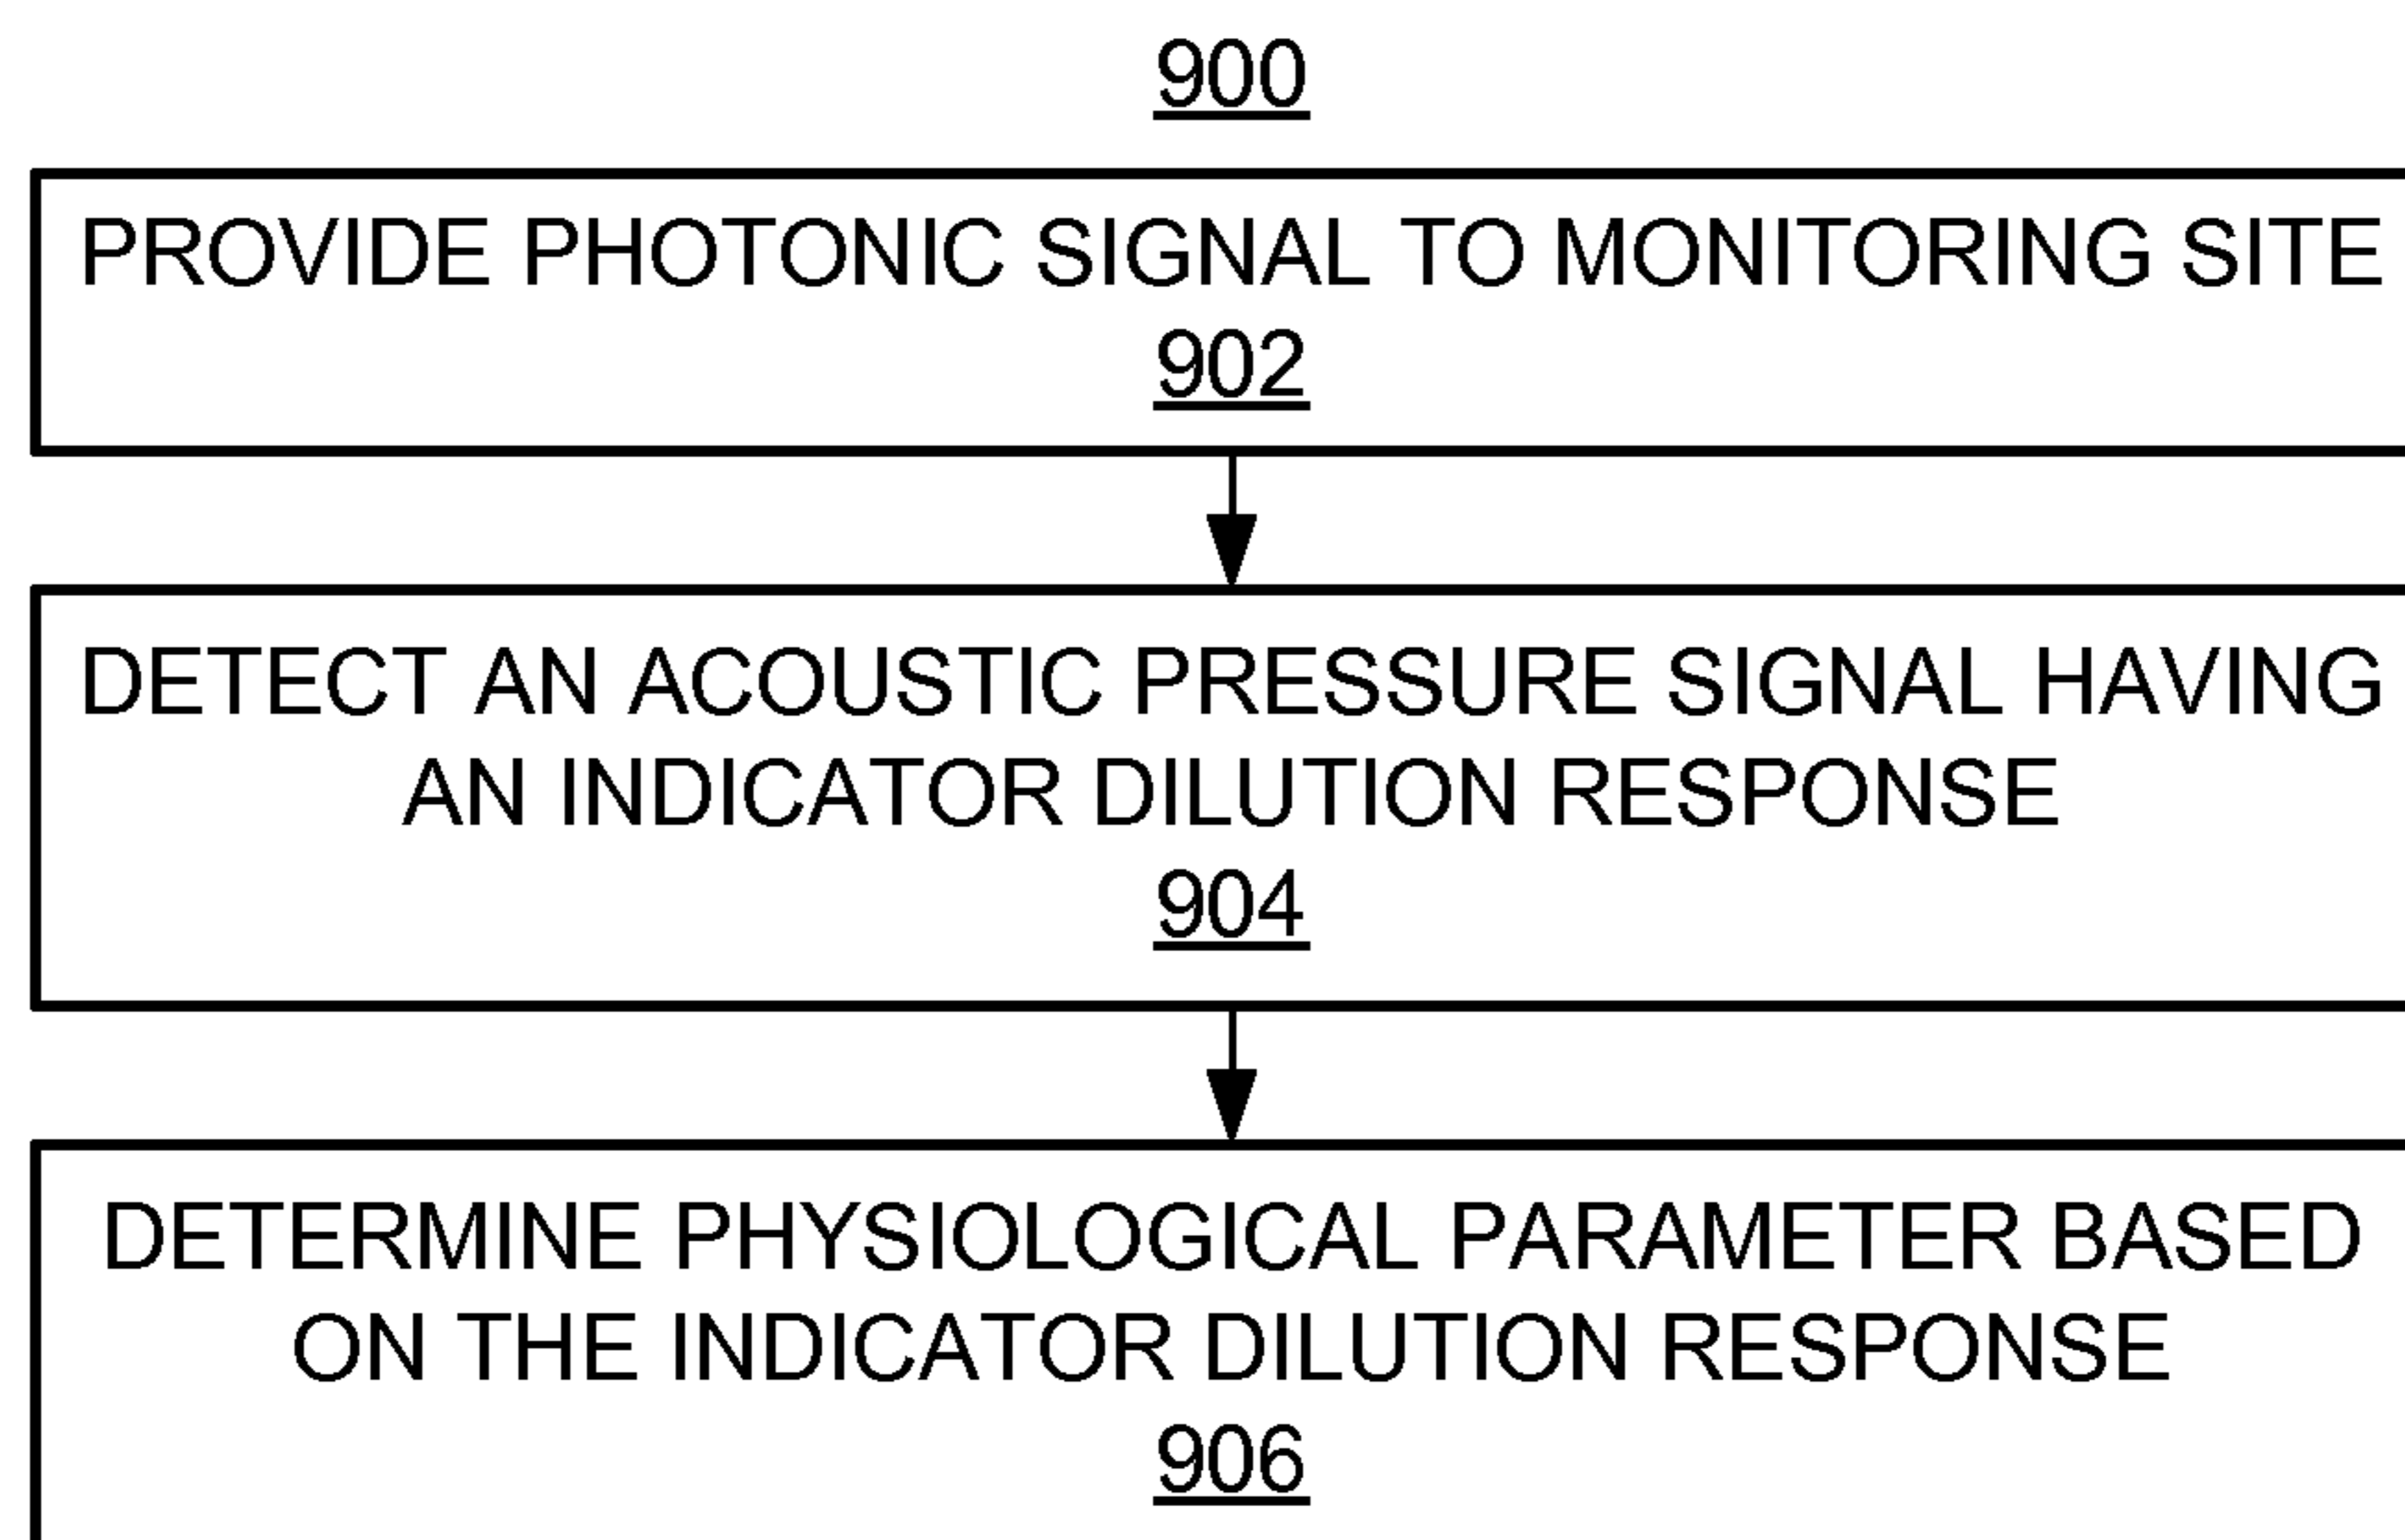 900
PROVIDE PHOTONIC SIGNAL TO MONITORING SITE
902
DETECT AN ACOUSTIC PRESSURE SIGNAL HAVING
AN INDICATOR DILUTION RESPONSE
904
DETERMINE PHYSIOLOGICAL PARAMETER BASED
ON THE INDICATOR DILUTION RESPONSE
906